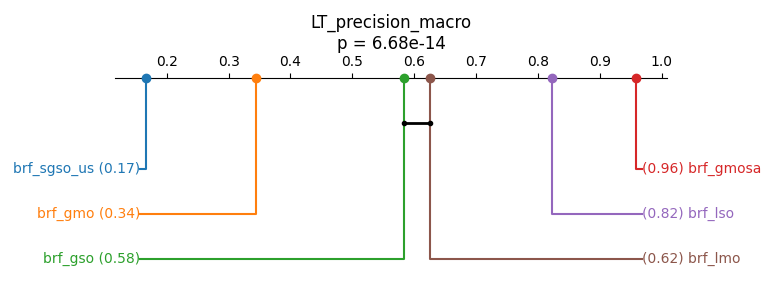 LT_precision_macro
p = 6.68e-14
0.2 0.3 0.4 0.5 0.6 0.7 0.8 0.9 1.0
brf_sgso_us (0.17) (0.96) brf_gmosa
brf_gmo (0.34) (0.82) brf_lso
brf_gso (0.58) (0.62) brf_lmo